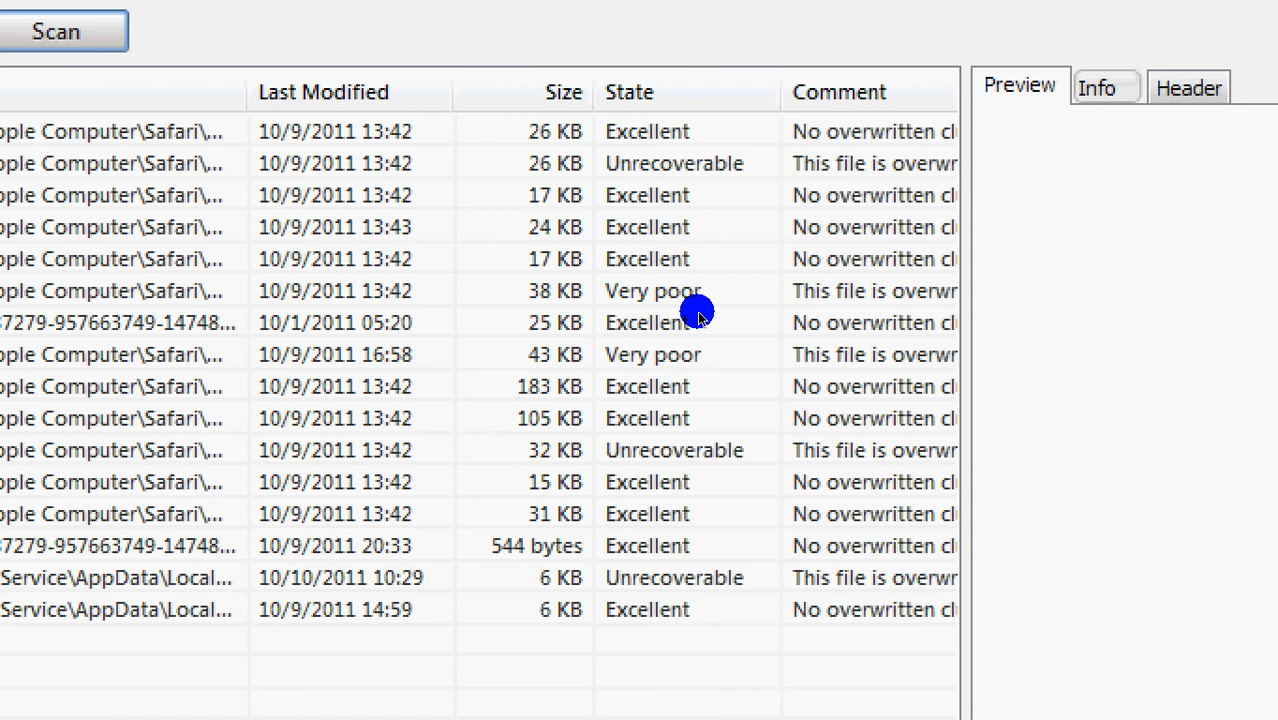 Scan
Last Modified Size State Comment Preview Info Header
pple Computer\Safari\... 10/9/2011 13:42 26 KB Excellent No overwritten cl
pple Computer\Safari\... 10/9/2011 13:42 26 KB Unrecoverable This file is overwr
pple Computer\Safari\... 10/9/2011 13:42 17 KB Excellent No overwritten cl
pple Computer\Safari\... 10/9/2011 13:43 24 KB Excellent No overwritten cl
pple Computer\Safari\... 10/9/2011 13:42 17 KB Excellent No overwritten cl
pple Computer\Safari\... 10/9/2011 13:42 38 KB Very poor This file is overwr
7279-957663749-14748... 10/1/2011 05:20 25 KB Excellent No overwritten cl
pple Computer\Safari\... 10/9/2011 16:58 43 KB Very poor This file is overwr
pple Computer\Safari\... 10/9/2011 13:42 183 KB Excellent No overwritten cl
pple Computer\Safari\... 10/9/2011 13:42 105 KB Excellent No overwritten cl
pple Computer\Safari\... 10/9/2011 13:42 32 KB Unrecoverable This file is overwr
pple Computer\Safari\... 10/9/2011 13:42 15 KB Excellent No overwritten cl
pple Computer\Safari\... 10/9/2011 13:42 31 KB Excellent No overwritten cl
7279-957663749-14748... 10/9/2011 20:33 544 bytes Excellent No overwritten cl
Service\AppData\Local... 10/10/2011 10:29 6 KB Unrecoverable This file is overwr
Service\AppData\Local... 10/9/2011 14:59 6 KB Excellent No overwritten cl